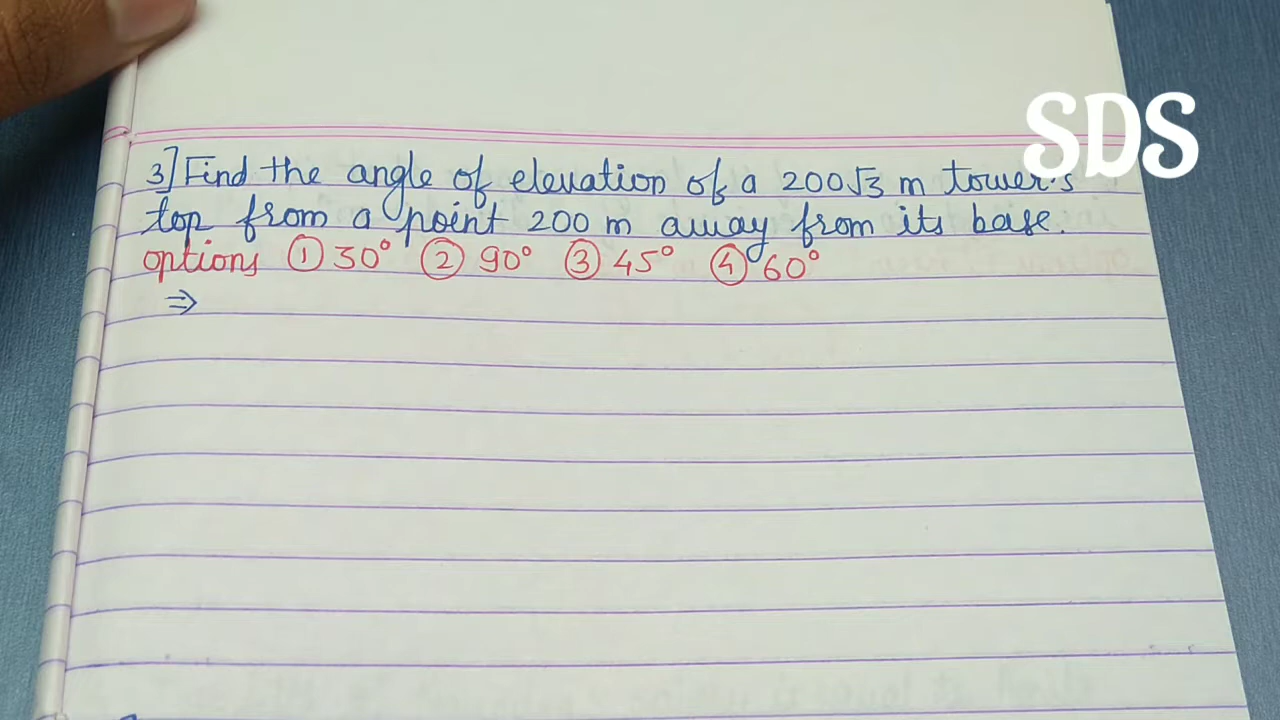 SDS
3] Find the angle of elevation of a 200√3 m tower's
top from a point 200 m away from its base.
options ① 30° ② 90° ③ 45° ④ 60°
⇒